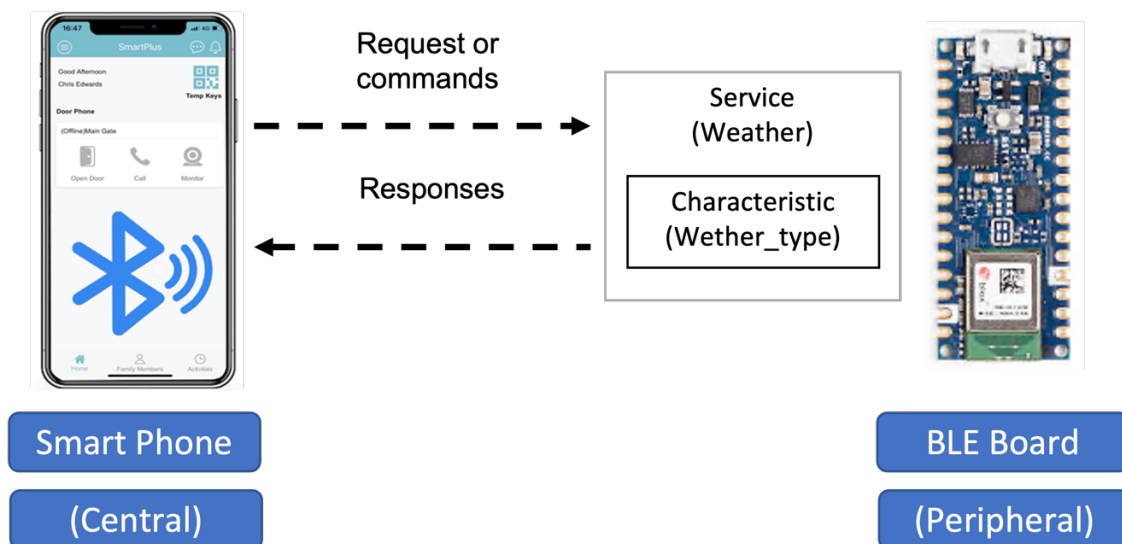 16:47
4G
SmartPlus
Good Afternoon
Chris Edwards
Temp Keys
Door Phone
(Offline)Main Gate
Open Door Call Monitor
Home Family Members Activities
Request or
commands
Responses
Service
(Weather)
Characteristic
(Wether_type)
Smart Phone
(Central)
BLE Board
(Peripheral)